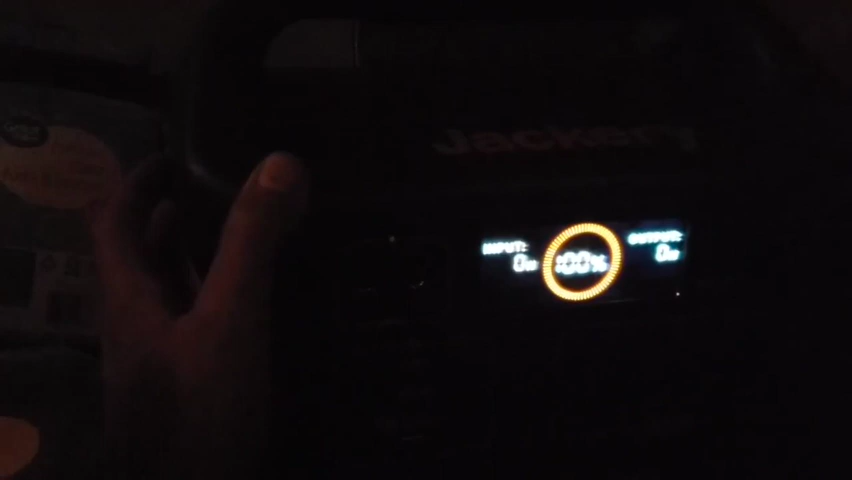 Jackery
INPUT:
0w
100%
OUTPUT:
0w